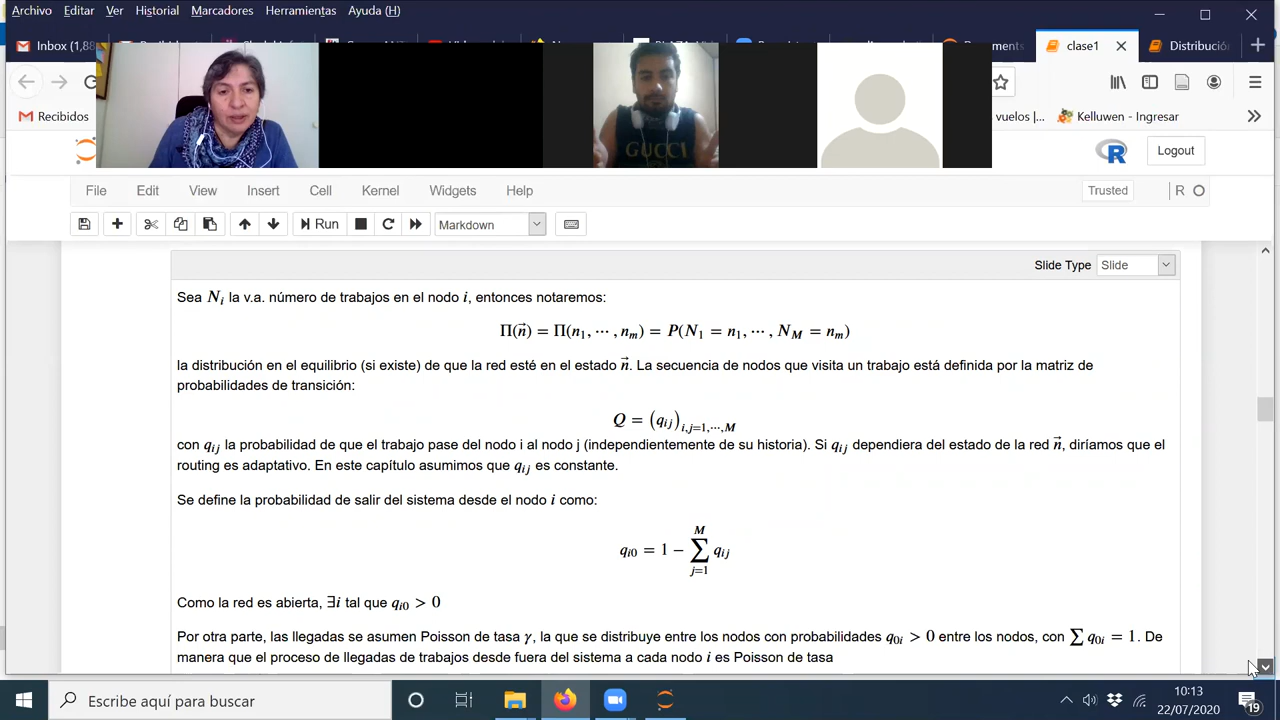 Archivo Editar Ver Historial Marcadores Herramientas Ayuda (H)
Inbox (1,88
clase1
Distribución
Recibidos
vuelos |...
Kelluwen - Ingresar
GUCCI
R
Logout
File Edit View Insert Cell Kernel Widgets Help
Trusted
R
Run
Markdown
Slide Type
Slide
Sea N_i la v.a. número de trabajos en el nodo i, entonces notaremos:
Π(n⃗) = Π(n_1, ⋯ , n_m) = P(N_1 = n_1, ⋯ , N_M = n_m)
la distribución en el equilibrio (si existe) de que la red esté en el estado n⃗. La secuencia de nodos que visita un trabajo está definida por la matriz de
probabilidades de transición:
Q = (q_ij)_i,j=1,⋯,M
con q_ij la probabilidad de que el trabajo pase del nodo i al nodo j (independientemente de su historia). Si q_ij dependiera del estado de la red n⃗, diríamos que el
routing es adaptativo. En este capítulo asumimos que q_ij es constante.
Se define la probabilidad de salir del sistema desde el nodo i como:
M
q_i0 = 1 − ∑ q_ij
j=1
Como la red es abierta, ∃i tal que q_i0 > 0
Por otra parte, las llegadas se asumen Poisson de tasa γ, la que se distribuye entre los nodos con probabilidades q_0i > 0 entre los nodos, con ∑ q_0i = 1. De
manera que el proceso de llegadas de trabajos desde fuera del sistema a cada nodo i es Poisson de tasa
Escribe aquí para buscar
10:13
22/07/2020
19